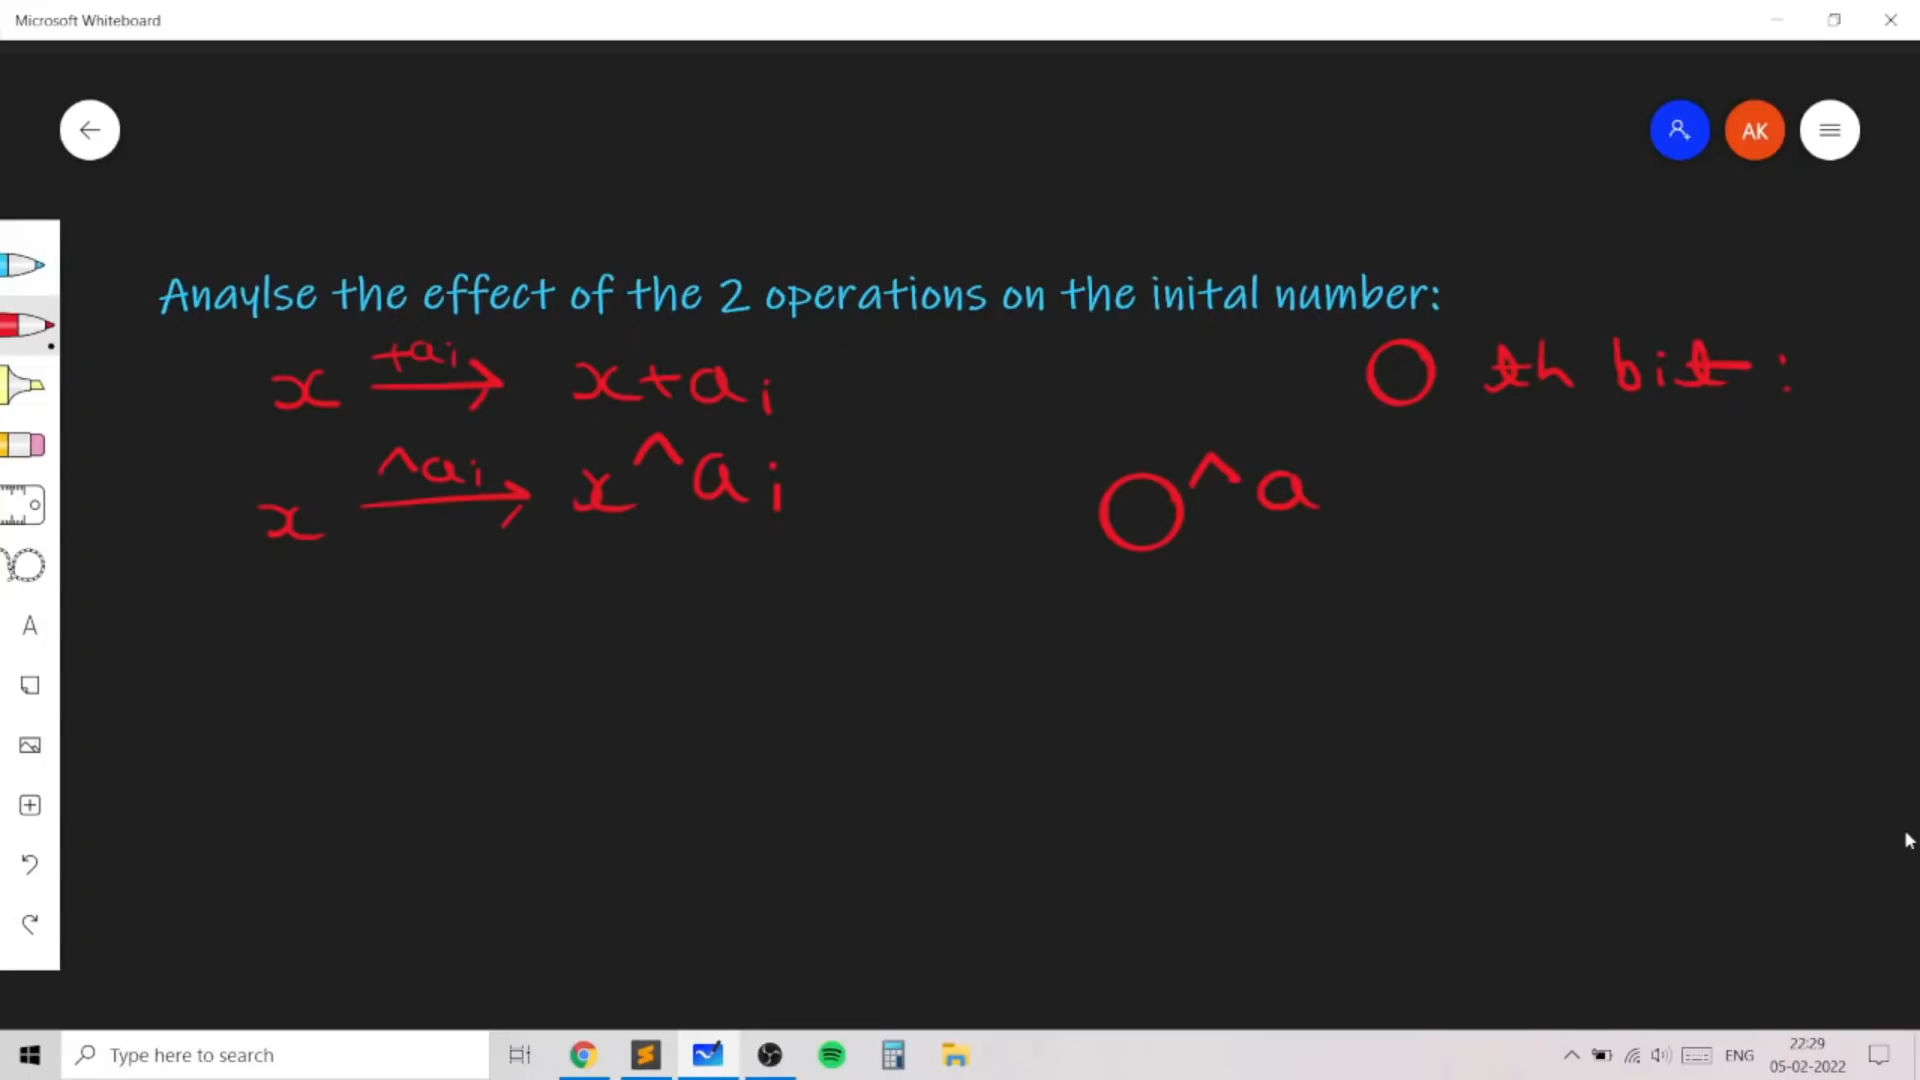 Microsoft Whiteboard
AK
Anaylse the effect of the 2 operations on the inital number:
x +ai → x+ai
0 th bit :
x ^ai → x^ai
0^a
A
Type here to search
ENG
22:29
05-02-2022